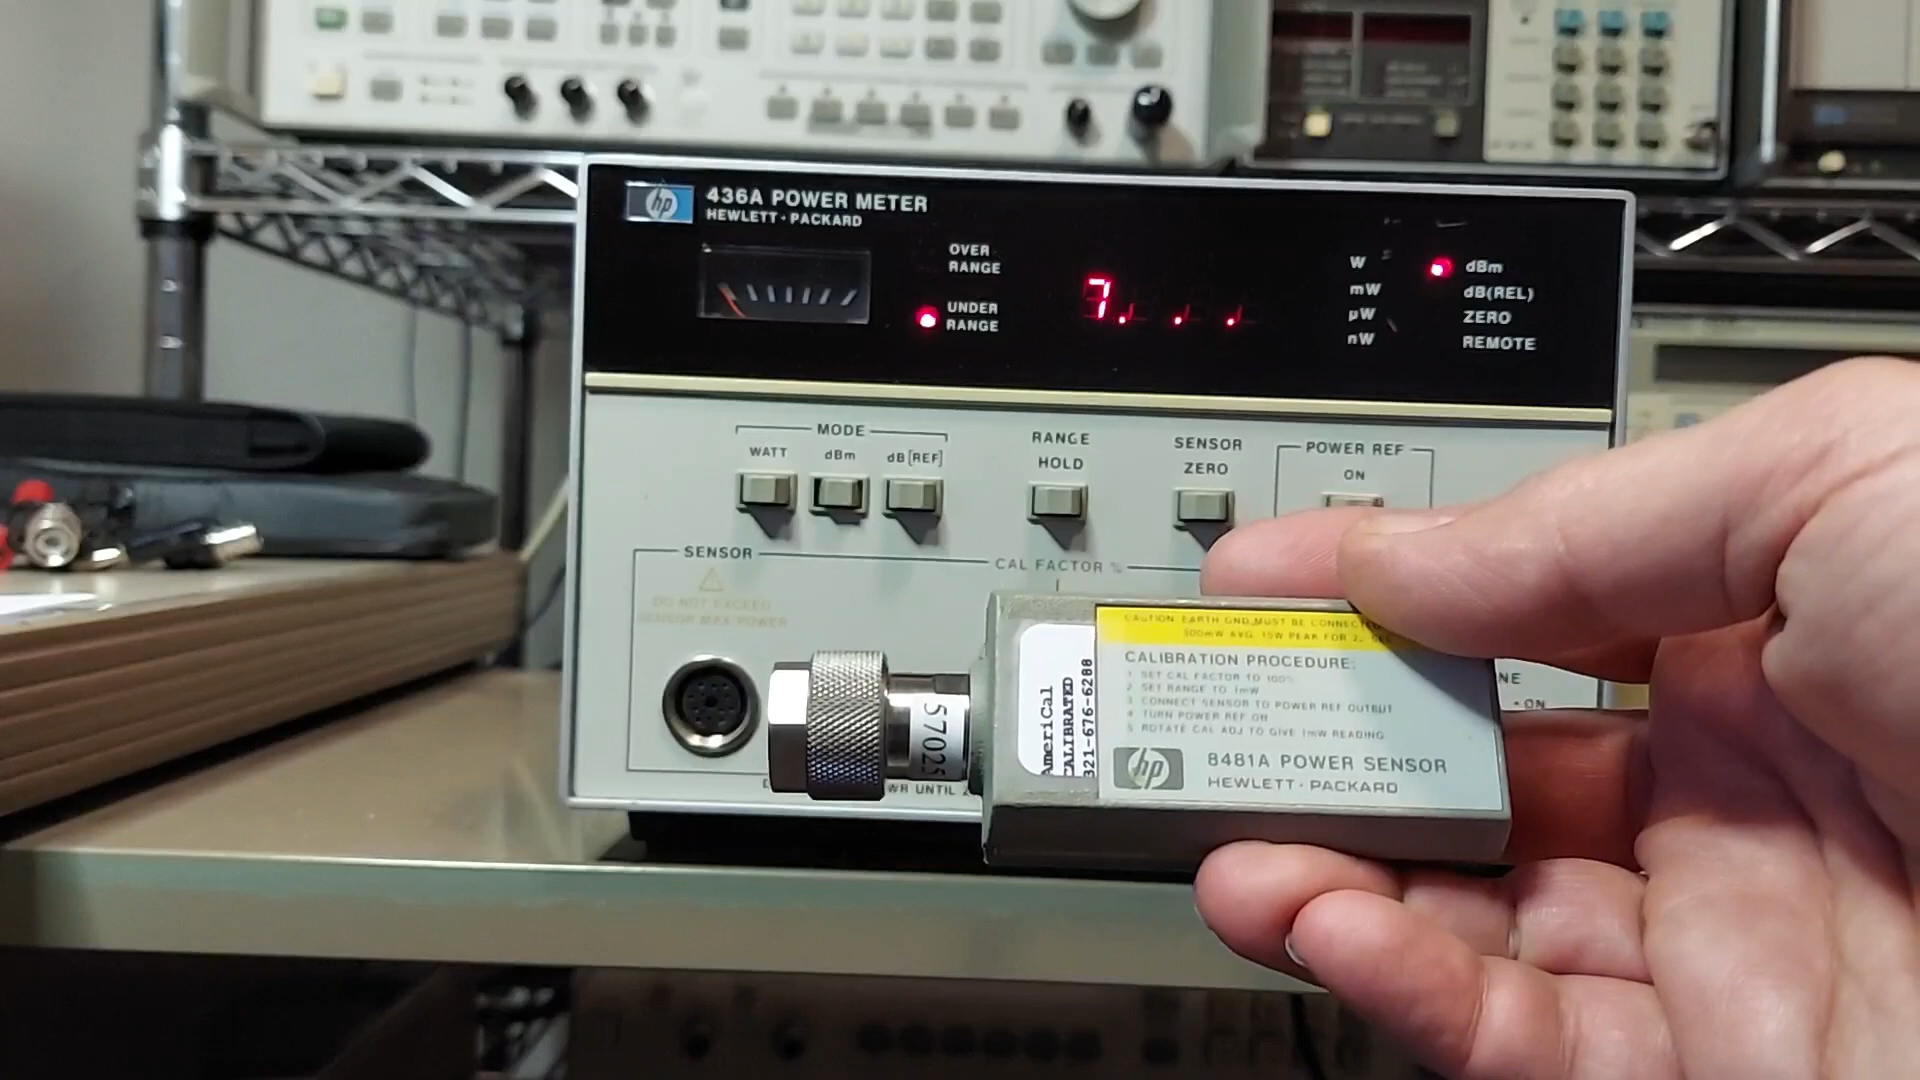 hp
436A POWER METER
HEWLETT · PACKARD
OVER
RANGE
UNDER
RANGE
7. . .
W
mW
µW
nW
dBm
dB(REL)
ZERO
REMOTE
MODE
WATT
dBm
dB [REF]
RANGE
HOLD
SENSOR
ZERO
POWER REF
ON
SENSOR
CAL FACTOR %
DO NOT EXCEED
SENSOR MAX POWER
NE
ON
WR UNTIL
57025
AmeriCal
CALIBRATED
321-676-6288
CAUTION: EARTH GND MUST BE CONNECTED
300mW AVG, 15W PEAK FOR 2
CALIBRATION PROCEDURE:
1 SET CAL FACTOR TO 100%
2 SET RANGE TO 1mW
3 CONNECT SENSOR TO POWER REF OUTPUT
4 TURN POWER REF ON
5 ROTATE CAL ADJ TO GIVE 1mW READING
hp
8481A POWER SENSOR
HEWLETT · PACKARD